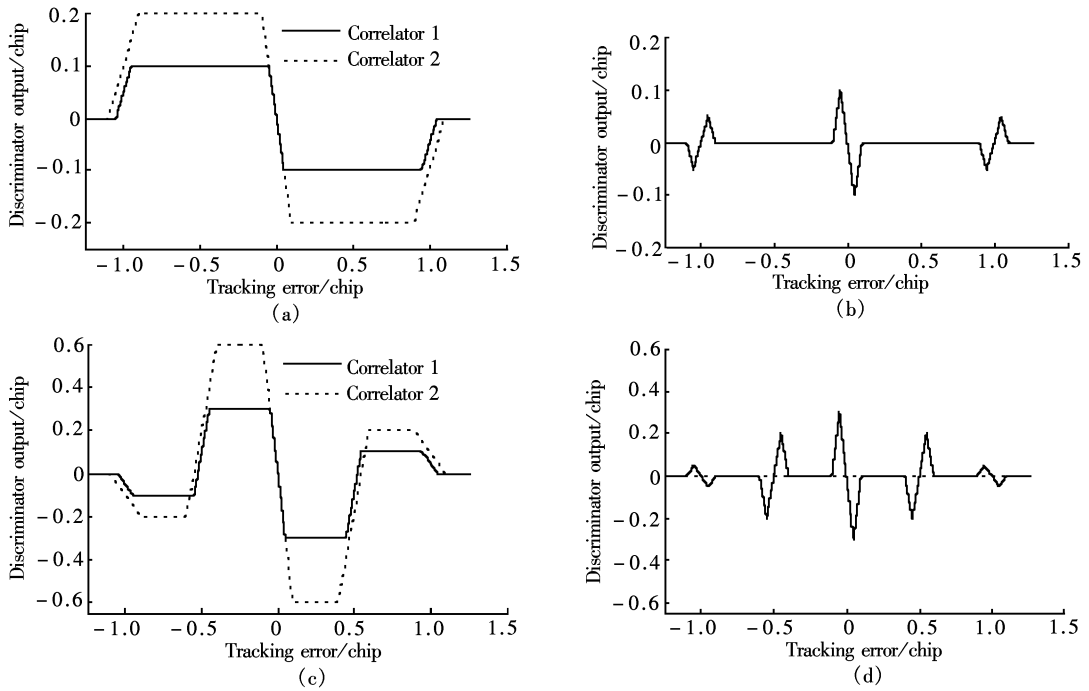 Discriminator output/chip
0.2
0.1
0
－0.1
－0.2
Correlator 1
Correlator 2
－1.0 －0.5 0 0.5 1.0 1.5
Tracking error/chip
(a)
Discriminator output/chip
0.2
0.1
0
－0.1
－0.2
－1.0 －0.5 0 0.5 1.0 1.5
Tracking error/chip
(b)
Discriminator output/chip
0.6
0.4
0.2
0
－0.2
－0.4
－0.6
Correlator 1
Correlator 2
－1.0 －0.5 0 0.5 1.0 1.5
Tracking error/chip
(c)
Discriminator output/chip
0.6
0.4
0.2
0
－0.2
－0.4
－0.6
－1.0 －0.5 0 0.5 1.0 1.5
Tracking error/chip
(d)